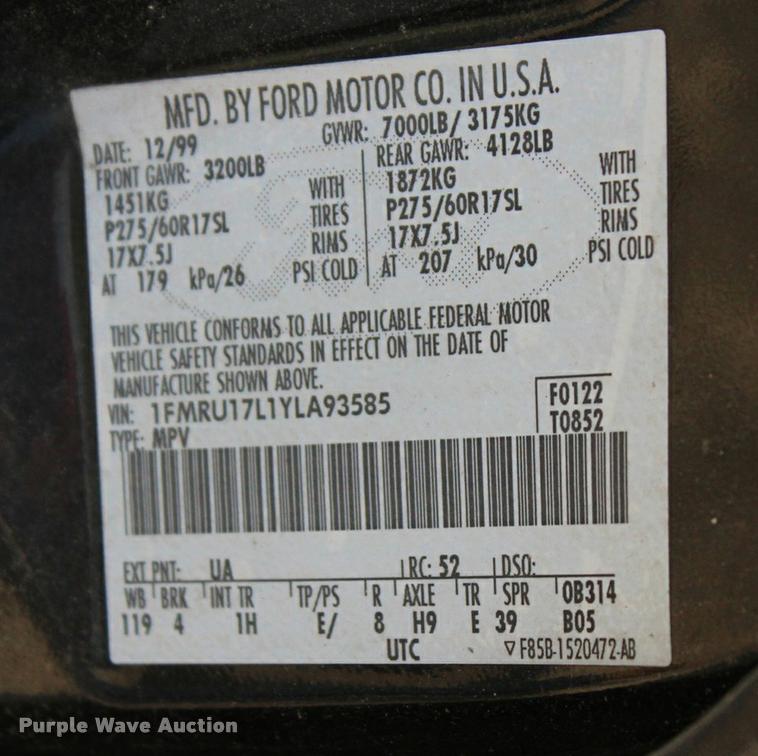 MFD. BY FORD MOTOR CO. IN U.S.A.
DATE: 12/99 GVWR: 7000LB/ 3175KG
FRONT GAWR: 3200LB REAR GAWR: 4128LB
1451KG WITH 1872KG WITH
P275/60R17SL TIRES P275/60R17SL TIRES
17X7.5J RIMS 17X7.5J RIMS
AT 179 kPa/26 PSI COLD AT 207 kPa/30 PSI COLD
THIS VEHICLE CONFORMS TO ALL APPLICABLE FEDERAL MOTOR
VEHICLE SAFETY STANDARDS IN EFFECT ON THE DATE OF
MANUFACTURE SHOWN ABOVE.
VIN: 1FMRU17L1YLA93585 F0122
TYPE: MPV T0852
EXT PNT: UA RC: 52 DSO:
WB BRK INT TR TP/PS R AXLE TR SPR 0B314
119 4 1H E/ 8 H9 E 39 B05
UTC ▽ F85B-1520472-AB
Purple Wave Auction